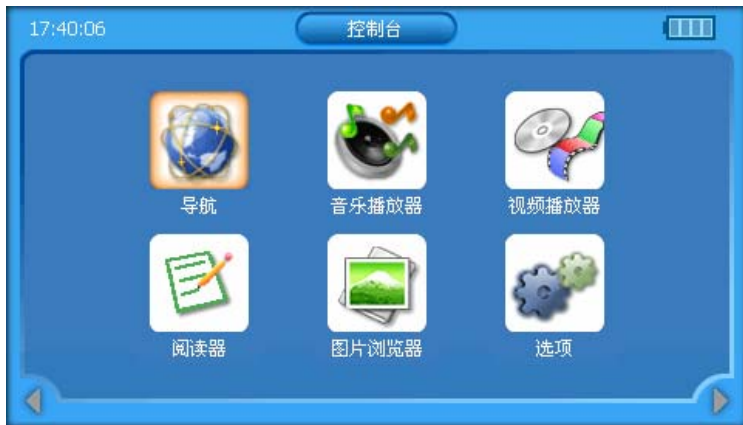 17:40:06
控制台
导航
音乐播放器
视频播放器
阅读器
图片浏览器
选项